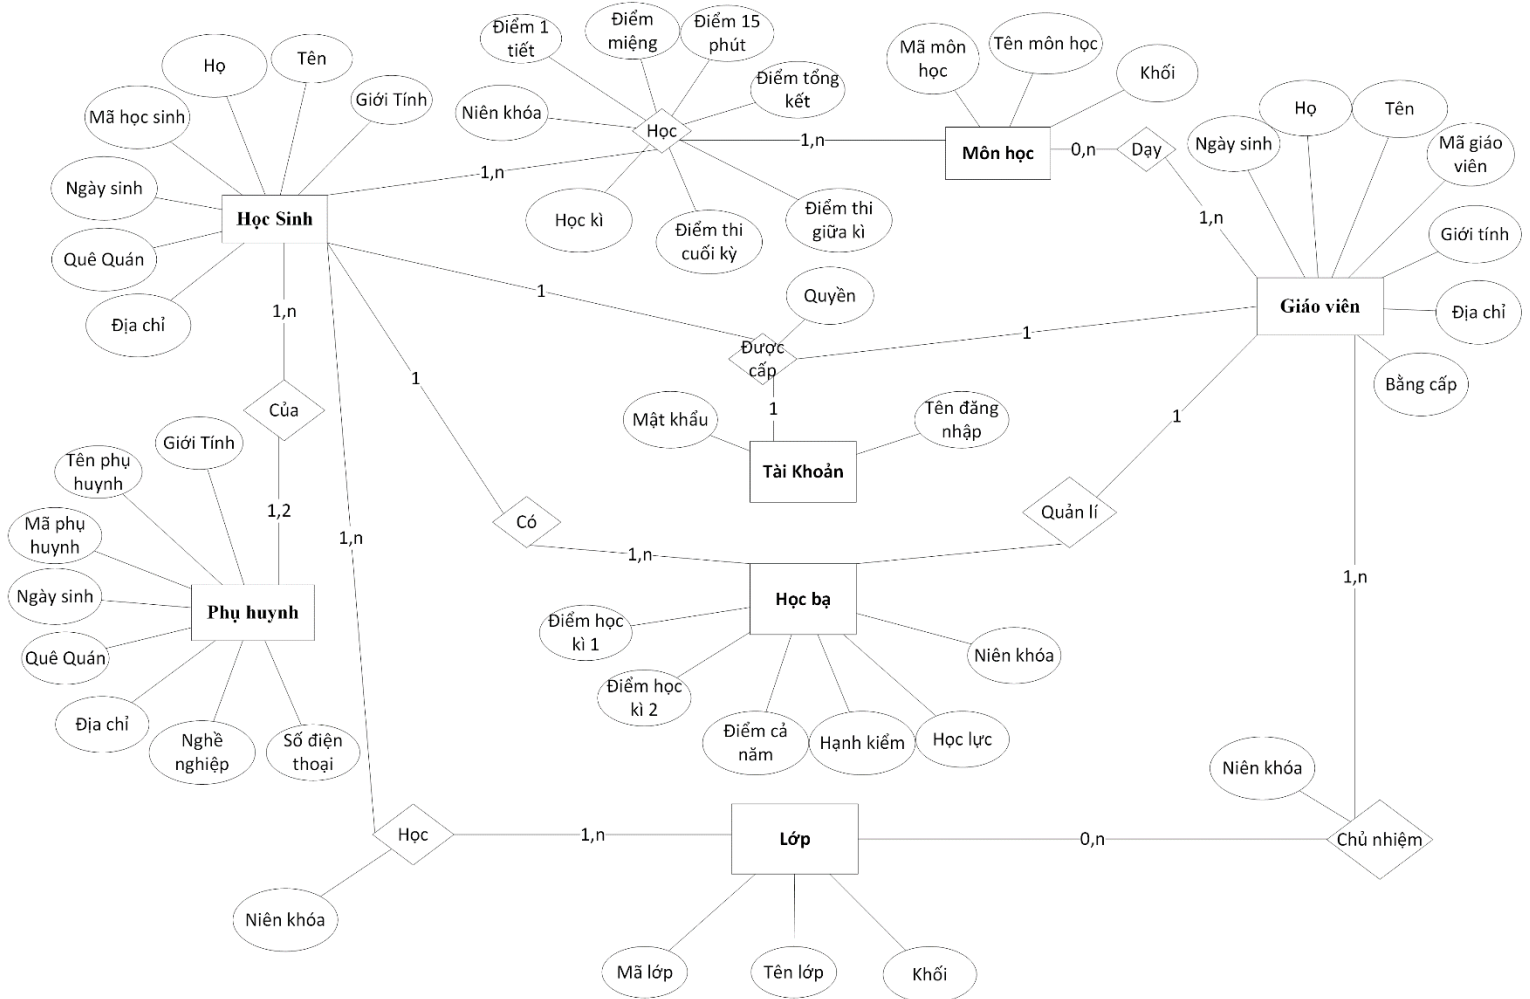 Điểm 1
tiết
Điểm
miệng
Điểm 15
phút
Mã môn
học
Tên môn học
Khối
Họ
Tên
Giới Tính
Điểm tổng
kết
Niên khóa
Mã học sinh
Học
1,n
Môn học
0,n
Dạy
Ngày sinh
Họ
Tên
Mã giáo
viên
1,n
Ngày sinh
Học Sinh
Học kì
Điểm thi
cuối kỳ
Điểm thi
giữa kì
1,n
Giới tính
Quê Quán
Địa chỉ
1,n
1
Quyền
Giáo viên
Địa chỉ
1
Được
cấp
Bằng cấp
1
1
Của
Mật khẩu
Tên đăng
nhập
1
Giới Tính
Tên phụ
huynh
Tài Khoản
1,2
Mã phụ
huynh
1,n
Có
Quản lí
1,n
1,n
Ngày sinh
Phụ huynh
Học bạ
Điểm học
kì 1
Niên khóa
Quê Quán
Điểm học
kì 2
Địa chỉ
Nghề
nghiệp
Số điện
thoại
Điểm cả
năm
Hạnh kiểm
Học lực
Niên khóa
Học
1,n
Lớp
0,n
Chủ nhiệm
Niên khóa
Mã lớp
Tên lớp
Khối